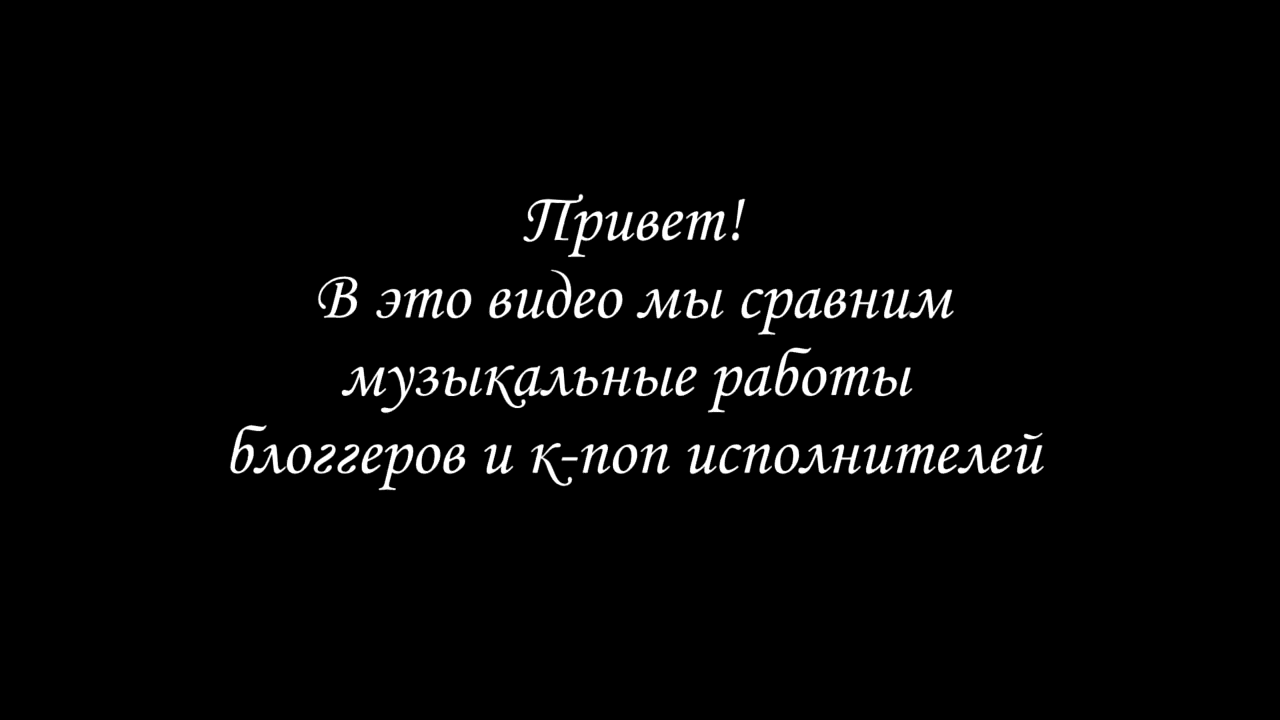 Привет!
В это видео мы сравним
музыкальные работы
блоггеров и к-поп исполнителей